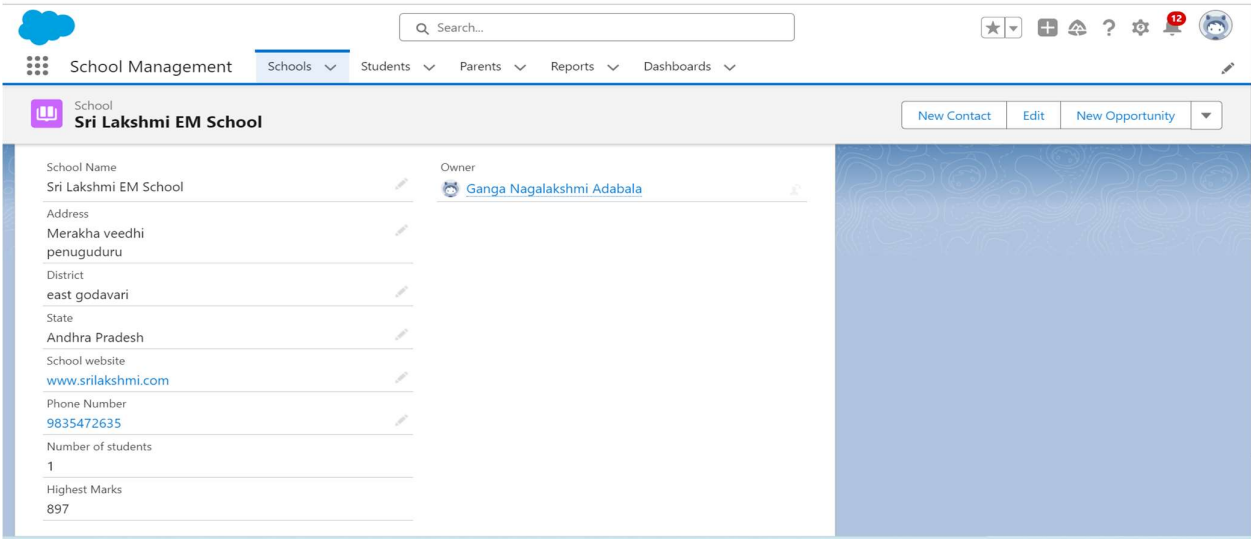 Search...
12
School Management
Schools
Students
Parents
Reports
Dashboards
School
Sri Lakshmi EM School
New Contact
Edit
New Opportunity
School Name
Sri Lakshmi EM School
Owner
Ganga Nagalakshmi Adabala
Address
Merakha veedhi
penuguduru
District
east godavari
State
Andhra Pradesh
School website
www.srilakshmi.com
Phone Number
9835472635
Number of students
1
Highest Marks
897